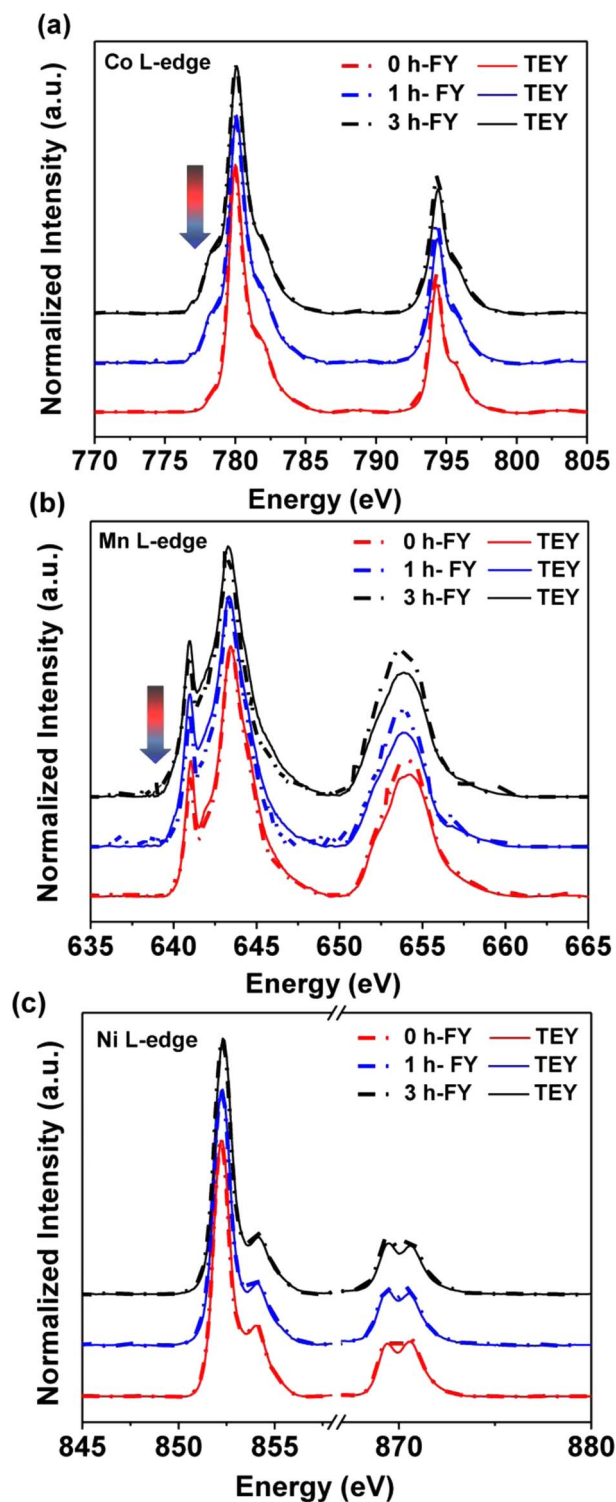 (a)
Co L-edge
0 h-FY TEY
1 h- FY TEY
3 h-FY TEY
Normalized Intensity (a.u.)
770 775 780 785 790 795 800 805
Energy (eV)
(b)
Mn L-edge
0 h-FY TEY
1 h- FY TEY
3 h-FY TEY
Normalized Intensity (a.u.)
635 640 645 650 655 660 665
Energy (eV)
(c)
Ni L-edge
0 h-FY TEY
1 h- FY TEY
3 h-FY TEY
Normalized Intensity (a.u.)
845 850 855 870 880
Energy (eV)